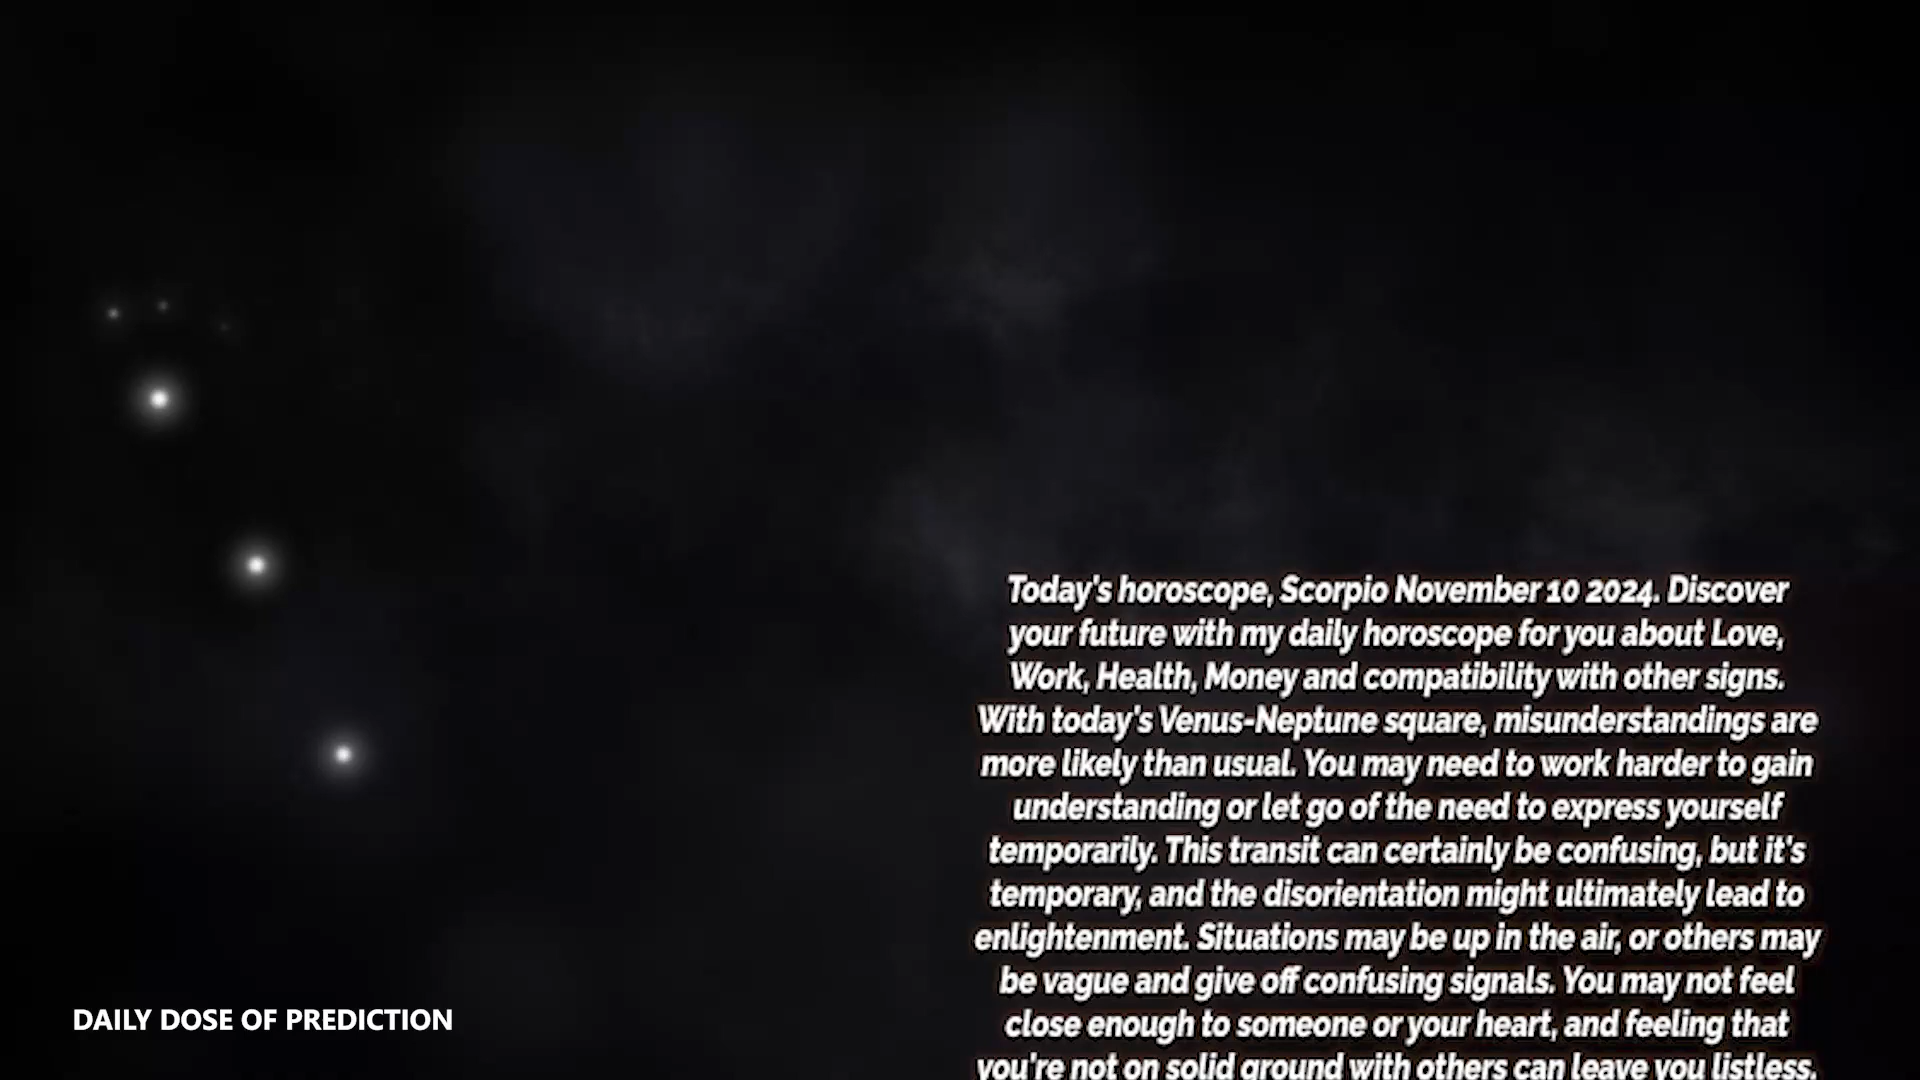 Today's horoscope, Scorpio November 10 2024. Discover
your future with my daily horoscope for you about Love,
Work, Health, Money and compatibility with other signs.
With today's Venus-Neptune square, misunderstandings are
more likely than usual. You may need to work harder to gain
understanding or let go of the need to express yourself
temporarily. This transit can certainly be confusing, but it's
temporary, and the disorientation might ultimately lead to
enlightenment. Situations may be up in the air, or others may
be vague and give off confusing signals. You may not feel
close enough to someone or your heart, and feeling that
you're not on solid ground with others can leave you listless.
DAILY DOSE OF PREDICTION